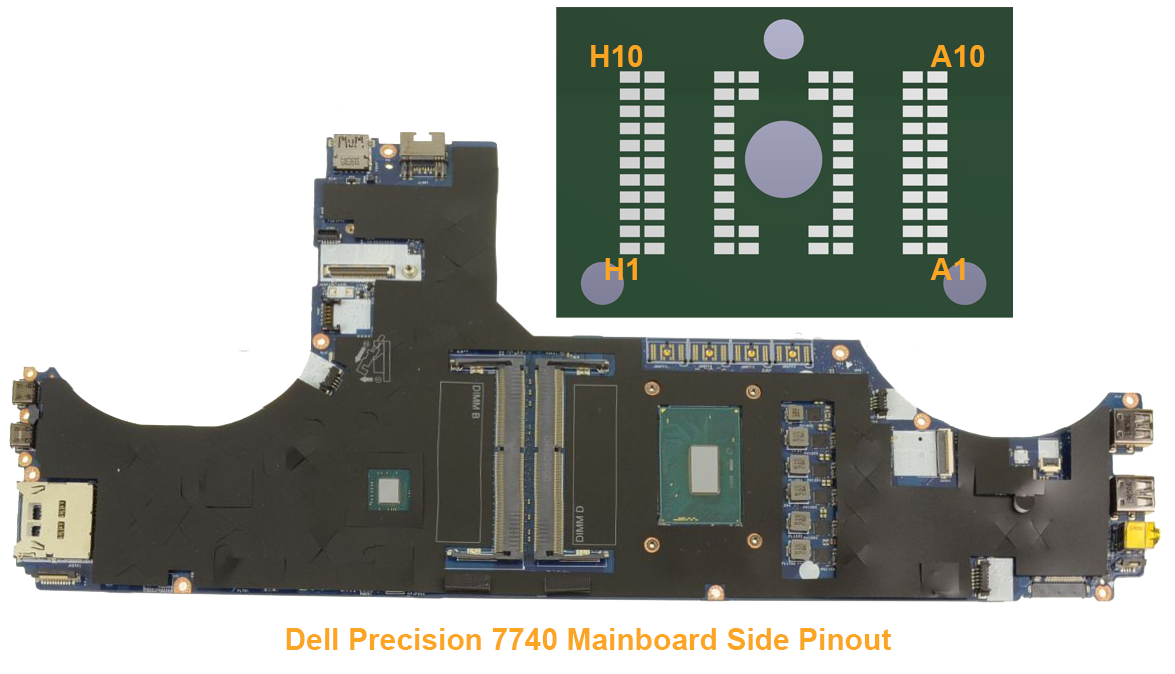 H10
A10
H1
A1
DIMM B
DIMM D
Dell Precision 7740 Mainboard Side Pinout